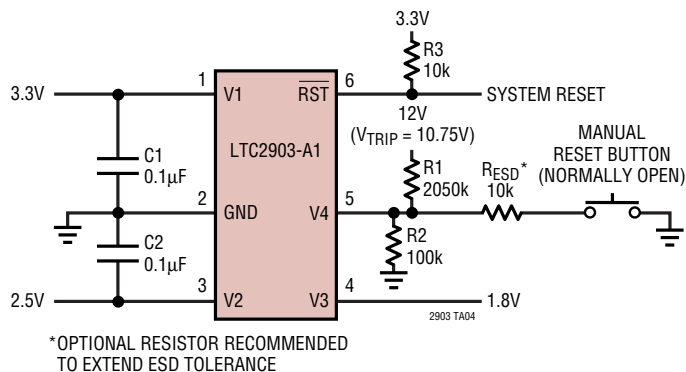 3.3V
R3
10k
3.3V
1
V1
RST
6
SYSTEM RESET
12V
(VTRIP = 10.75V)
MANUAL
RESET BUTTON
(NORMALLY OPEN)
LTC2903-A1
C1
0.1µF
R1
2050k
RESD*
10k
2
GND
V4
5
C2
0.1µF
R2
100k
2.5V
3
V2
V3
4
1.8V
2903 TA04
*OPTIONAL RESISTOR RECOMMENDED
TO EXTEND ESD TOLERANCE